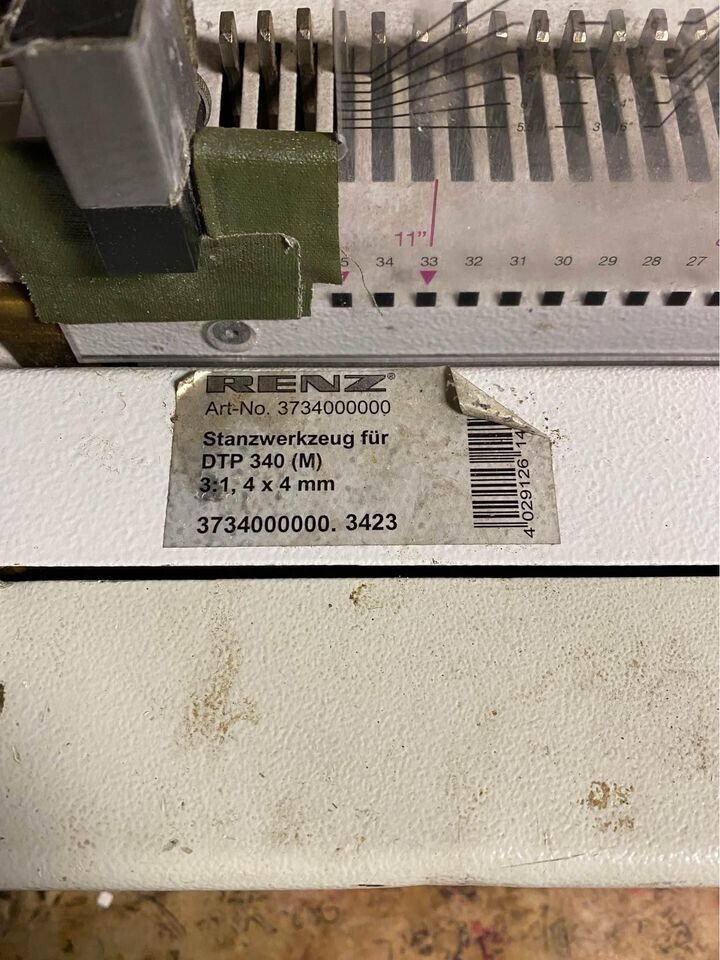 11"
5 34 33 32 31 30 29 28 27
RENZ®
Art-No. 3734000000
Stanzwerkzeug für
DTP 340 (M)
3:1, 4 x 4 mm
3734000000. 3423
4 029126 14